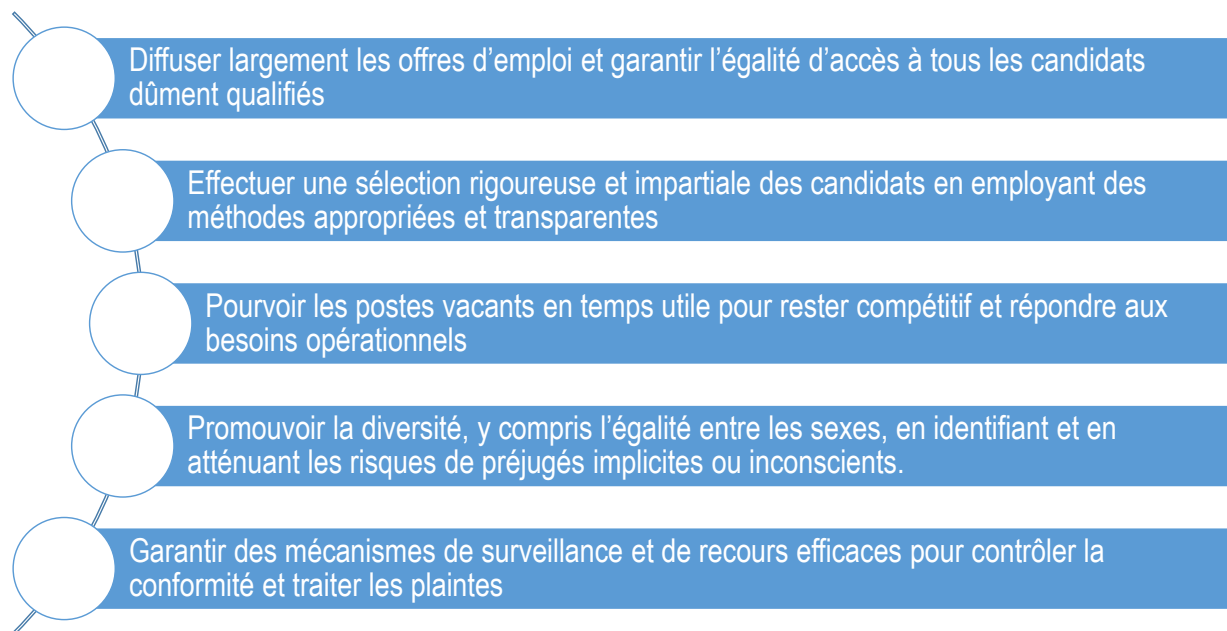 Diffuser largement les offres d’emploi et garantir l’égalité d’accès à tous les candidats
dûment qualifiés
Effectuer une sélection rigoureuse et impartiale des candidats en employant des
méthodes appropriées et transparentes
Pourvoir les postes vacants en temps utile pour rester compétitif et répondre aux
besoins opérationnels
Promouvoir la diversité, y compris l’égalité entre les sexes, en identifiant et en
atténuant les risques de préjugés implicites ou inconscients.
Garantir des mécanismes de surveillance et de recours efficaces pour contrôler la
conformité et traiter les plaintes